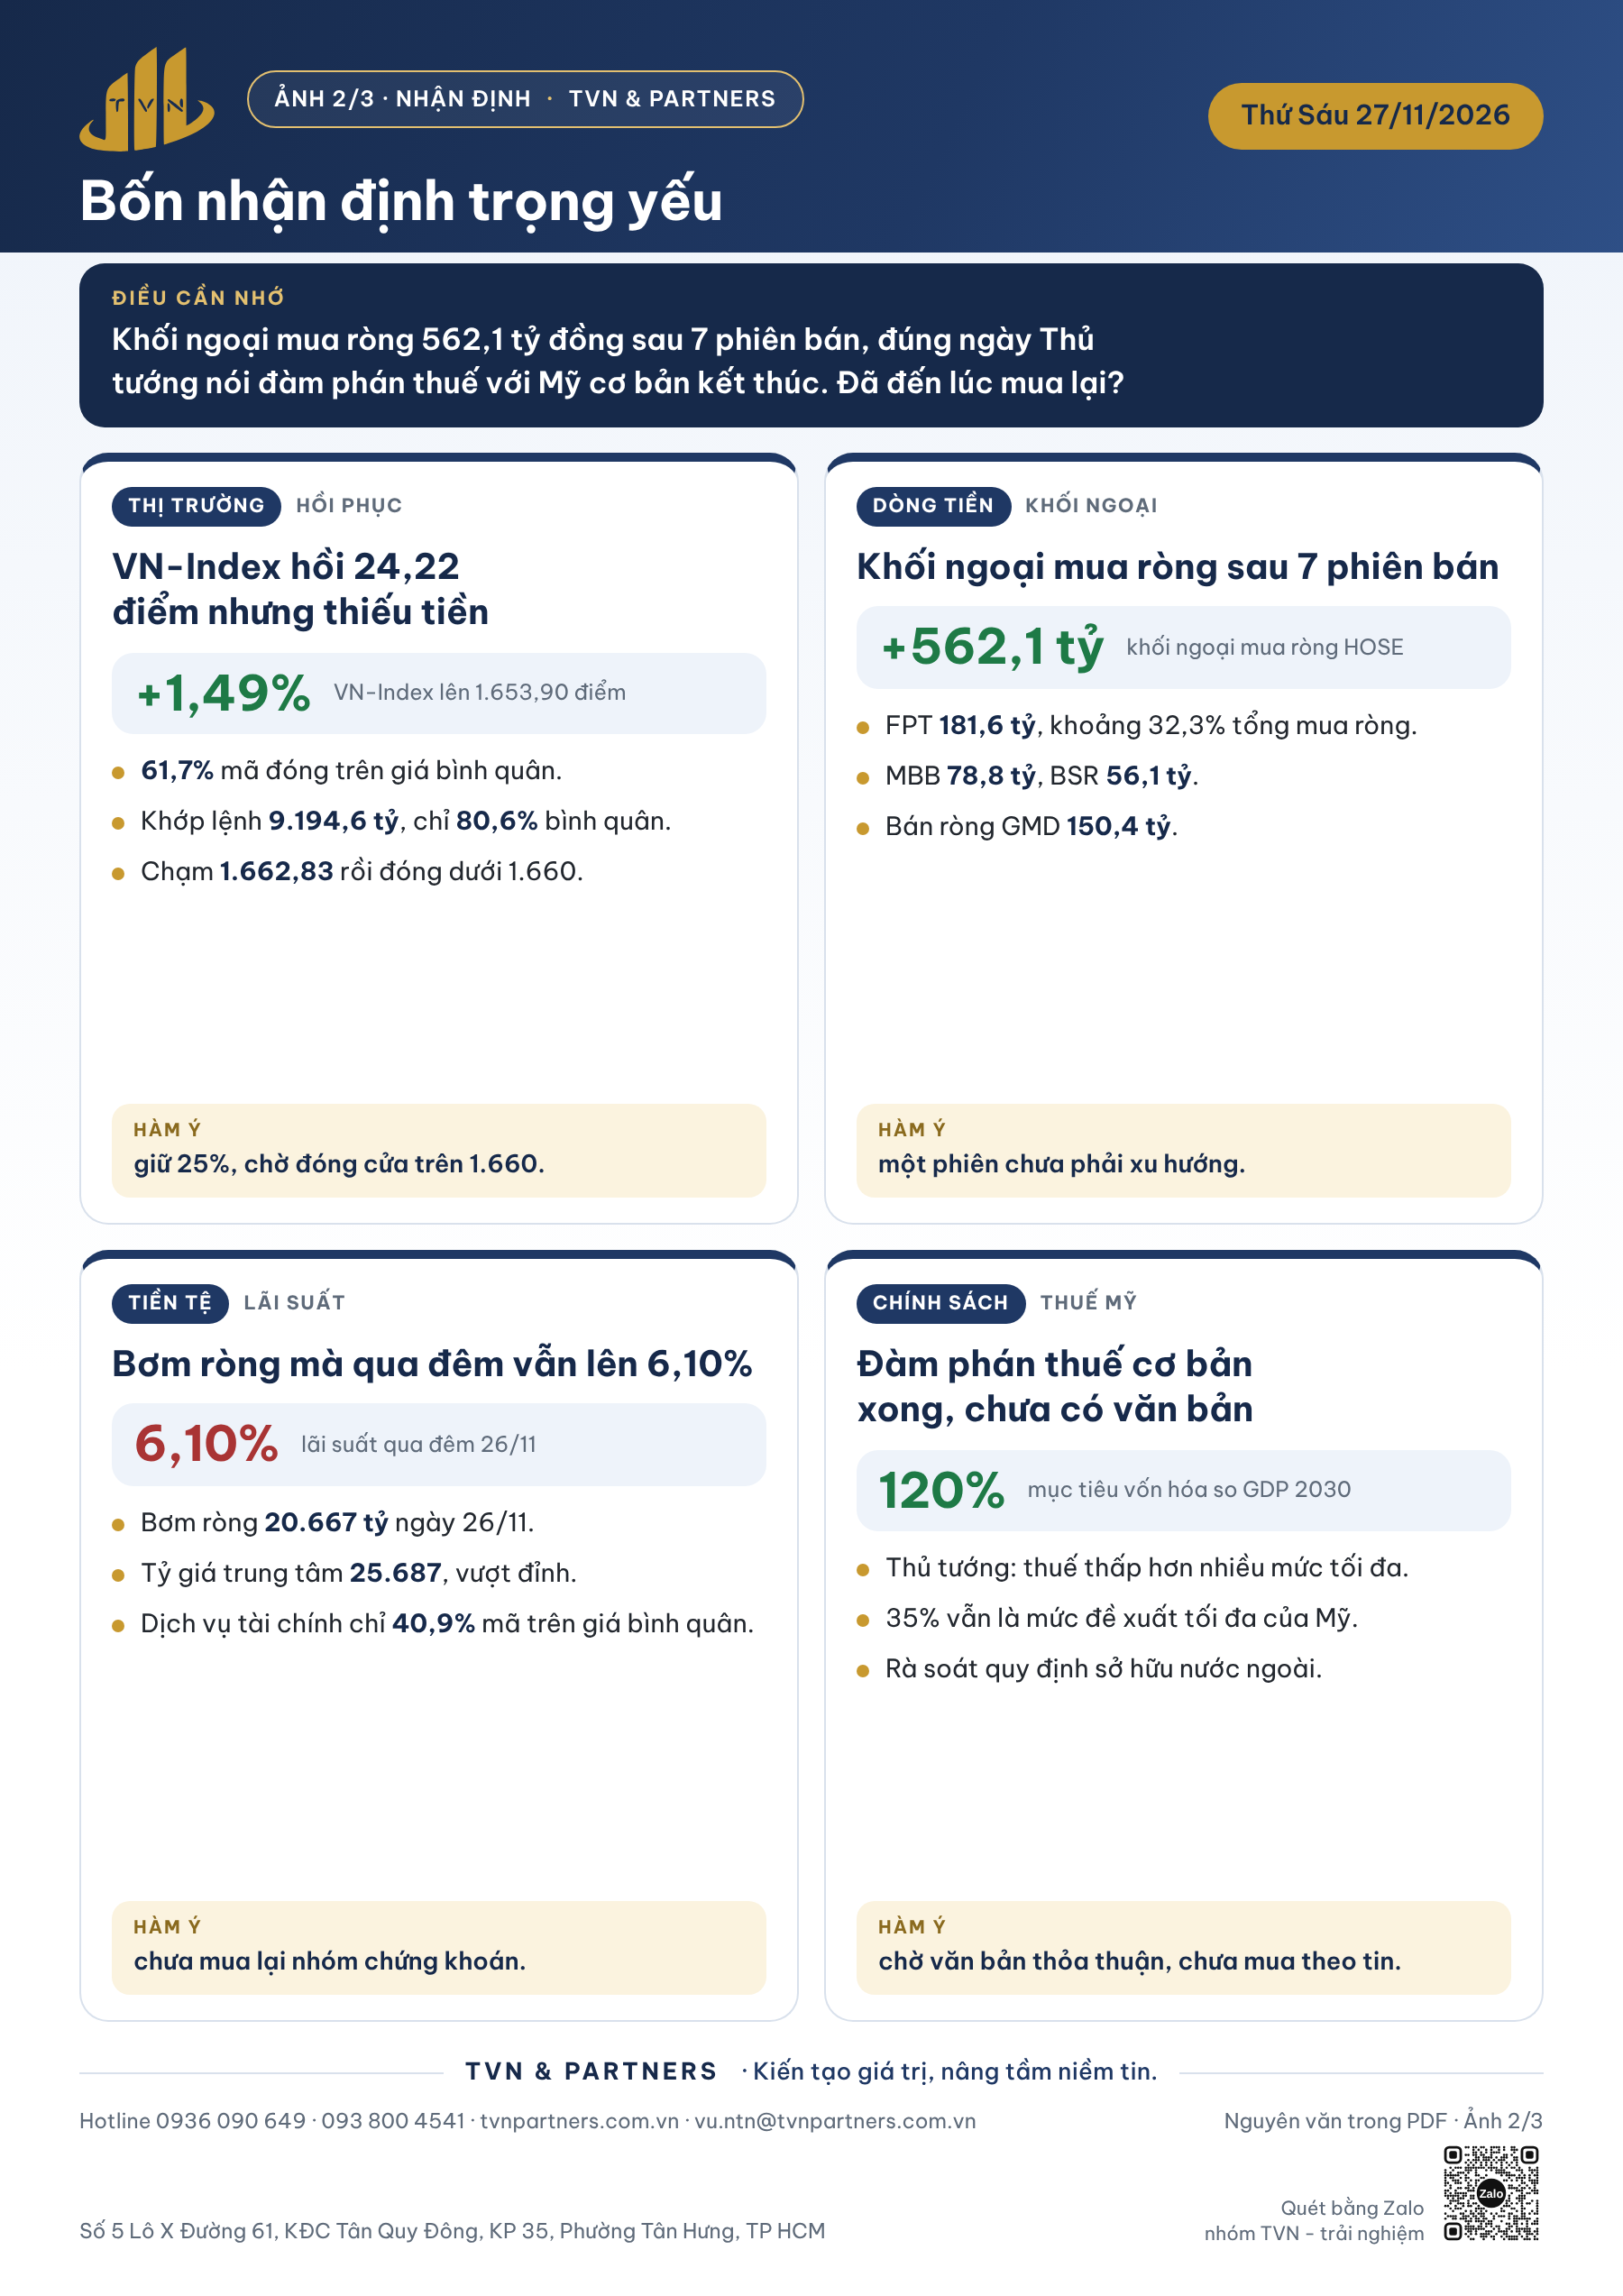 TVN
ẢNH 2/3 · NHẬN ĐỊNH · TVN & PARTNERS
Thứ Sáu 27/11/2026
Bốn nhận định trọng yếu
ĐIỀU CẦN NHỚ
Khối ngoại mua ròng 562,1 tỷ đồng sau 7 phiên bán, đúng ngày Thủ
tướng nói đàm phán thuế với Mỹ cơ bản kết thúc. Đã đến lúc mua lại?
THỊ TRƯỜNG HỒI PHỤC
VN-Index hồi 24,22
điểm nhưng thiếu tiền
+1,49% VN-Index lên 1.653,90 điểm
61,7% mã đóng trên giá bình quân.
Khớp lệnh 9.194,6 tỷ, chỉ 80,6% bình quân.
Chạm 1.662,83 rồi đóng dưới 1.660.
HÀM Ý
giữ 25%, chờ đóng cửa trên 1.660.
DÒNG TIỀN KHỐI NGOẠI
Khối ngoại mua ròng sau 7 phiên bán
+562,1 tỷ khối ngoại mua ròng HOSE
FPT 181,6 tỷ, khoảng 32,3% tổng mua ròng.
MBB 78,8 tỷ, BSR 56,1 tỷ.
Bán ròng GMD 150,4 tỷ.
HÀM Ý
một phiên chưa phải xu hướng.
TIỀN TỆ LÃI SUẤT
Bơm ròng mà qua đêm vẫn lên 6,10%
6,10% lãi suất qua đêm 26/11
Bơm ròng 20.667 tỷ ngày 26/11.
Tỷ giá trung tâm 25.687, vượt đỉnh.
Dịch vụ tài chính chỉ 40,9% mã trên giá bình quân.
HÀM Ý
chưa mua lại nhóm chứng khoán.
CHÍNH SÁCH THUẾ MỸ
Đàm phán thuế cơ bản
xong, chưa có văn bản
120% mục tiêu vốn hóa so GDP 2030
Thủ tướng: thuế thấp hơn nhiều mức tối đa.
35% vẫn là mức đề xuất tối đa của Mỹ.
Rà soát quy định sở hữu nước ngoài.
HÀM Ý
chờ văn bản thỏa thuận, chưa mua theo tin.
TVN & PARTNERS · Kiến tạo giá trị, nâng tầm niềm tin.
Hotline 0936 090 649 · 093 800 4541 · tvnpartners.com.vn · vu.ntn@tvnpartners.com.vn
Nguyên văn trong PDF · Ảnh 2/3
Zalo
Quét bằng Zalo
nhóm TVN - trải nghiệm
Số 5 Lô X Đường 61, KĐC Tân Quy Đông, KP 35, Phường Tân Hưng, TP HCM